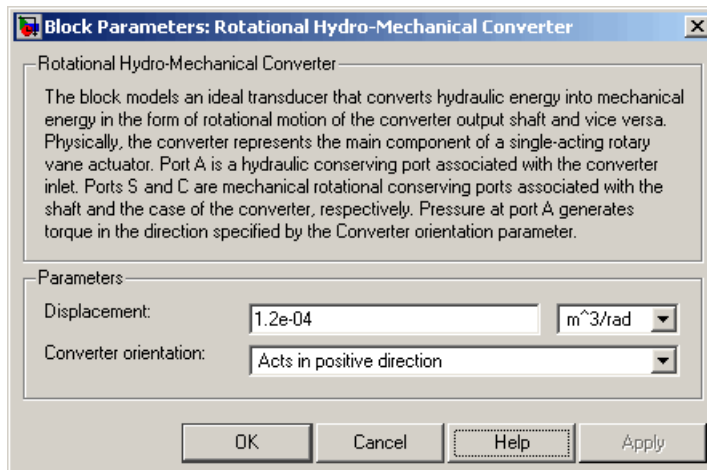 Block Parameters: Rotational Hydro-Mechanical Converter
Rotational Hydro-Mechanical Converter
The block models an ideal transducer that converts hydraulic energy into mechanical
energy in the form of rotational motion of the converter output shaft and vice versa.
Physically, the converter represents the main component of a single-acting rotary
vane actuator. Port A is a hydraulic conserving port associated with the converter
inlet. Ports S and C are mechanical rotational conserving ports associated with the
shaft and the case of the converter, respectively. Pressure at port A generates
torque in the direction specified by the Converter orientation parameter.
Parameters
Displacement: 1.2e-04 m^3/rad
Converter orientation: Acts in positive direction
OK Cancel Help Apply